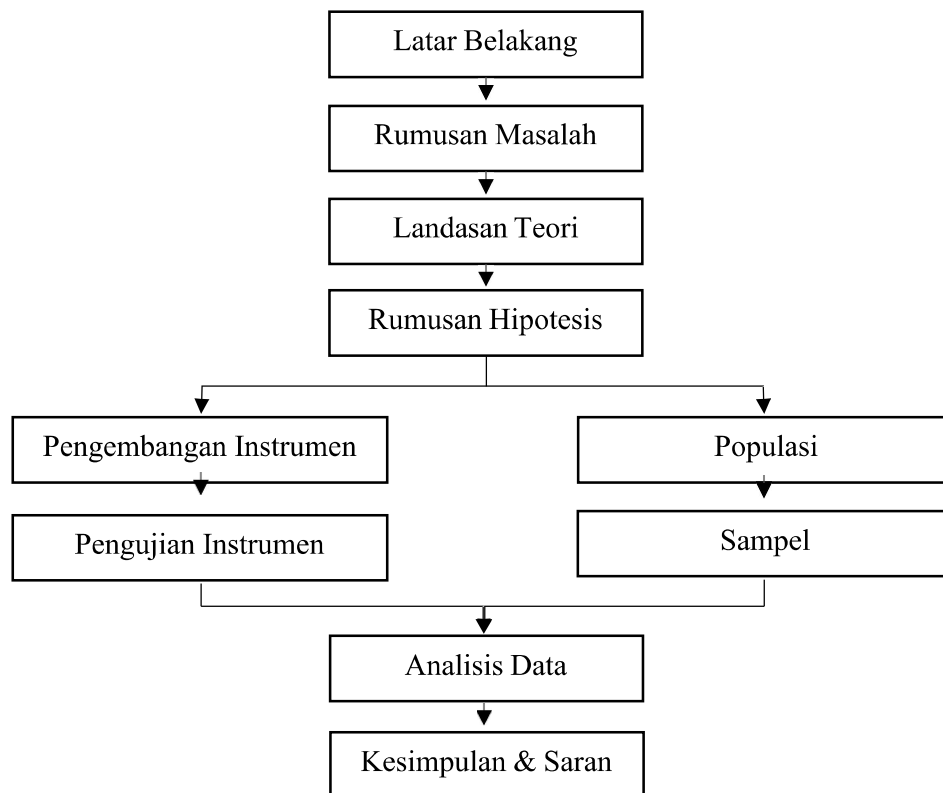 Latar Belakang
Rumusan Masalah
Landasan Teori
Rumusan Hipotesis
Pengembangan Instrumen
Populasi
Pengujian Instrumen
Sampel
Analisis Data
Kesimpulan & Saran